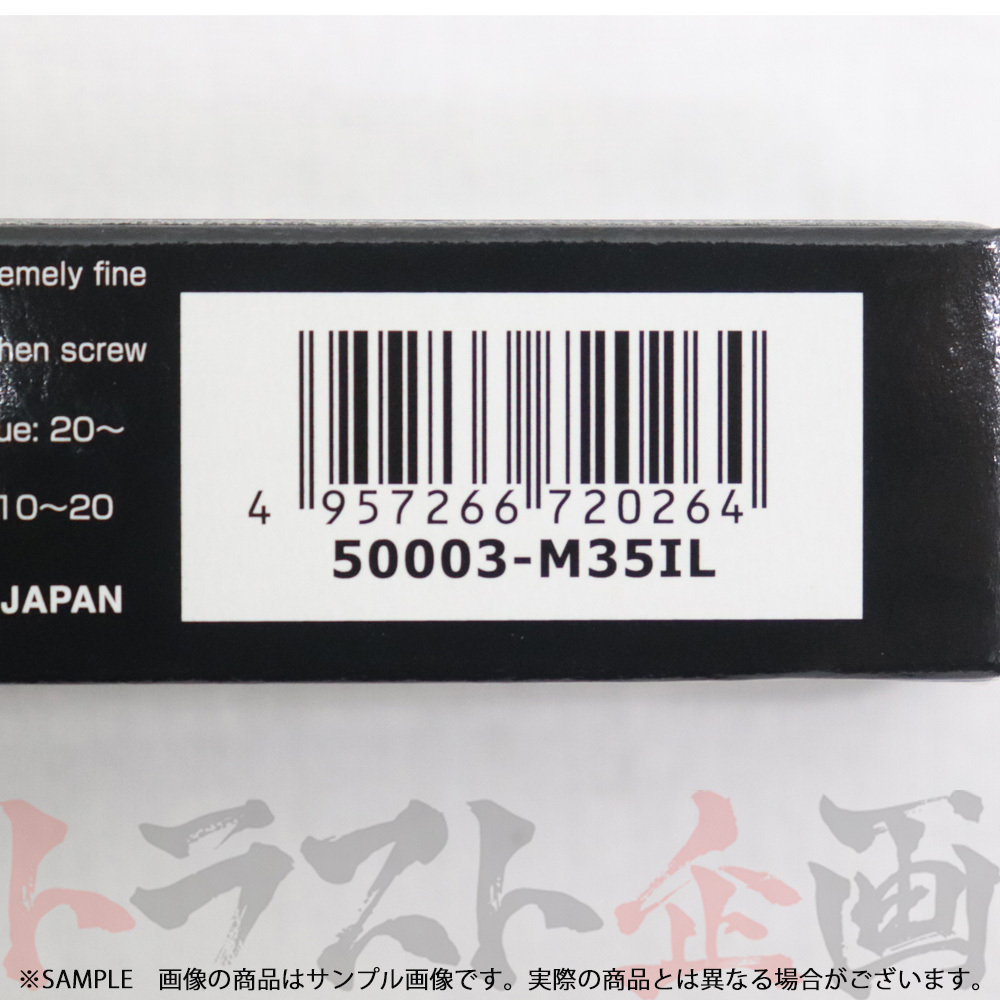 emely fine
hen screw
ue: 20～
10～20
JAPAN
4 957266 720264
50003-M35IL
トラスト企画
※SAMPLE 画像の商品はサンプル画像です。実際の商品とは異なる場合がございます。